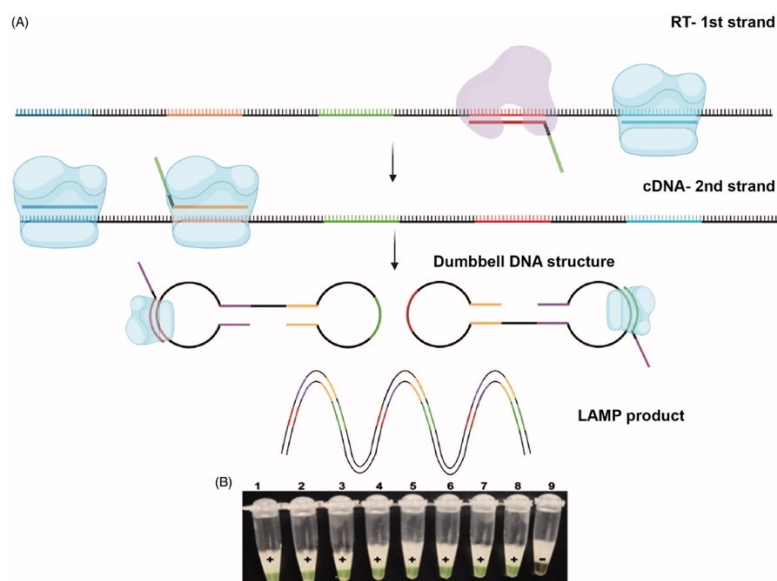 (A)
RT- 1st strand
cDNA- 2nd strand
Dumbbell DNA structure
LAMP product
(B)
1 2 3 4 5 6 7 8 9
+ + + + + + + + -